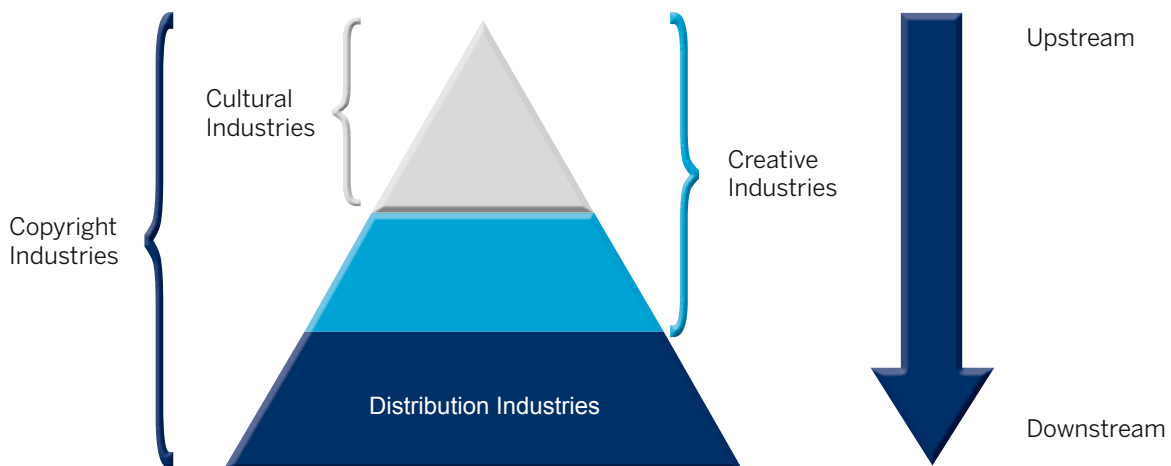 Upstream
Cultural
Industries
Creative
Industries
Copyright
Industries
Distribution Industries
Downstream